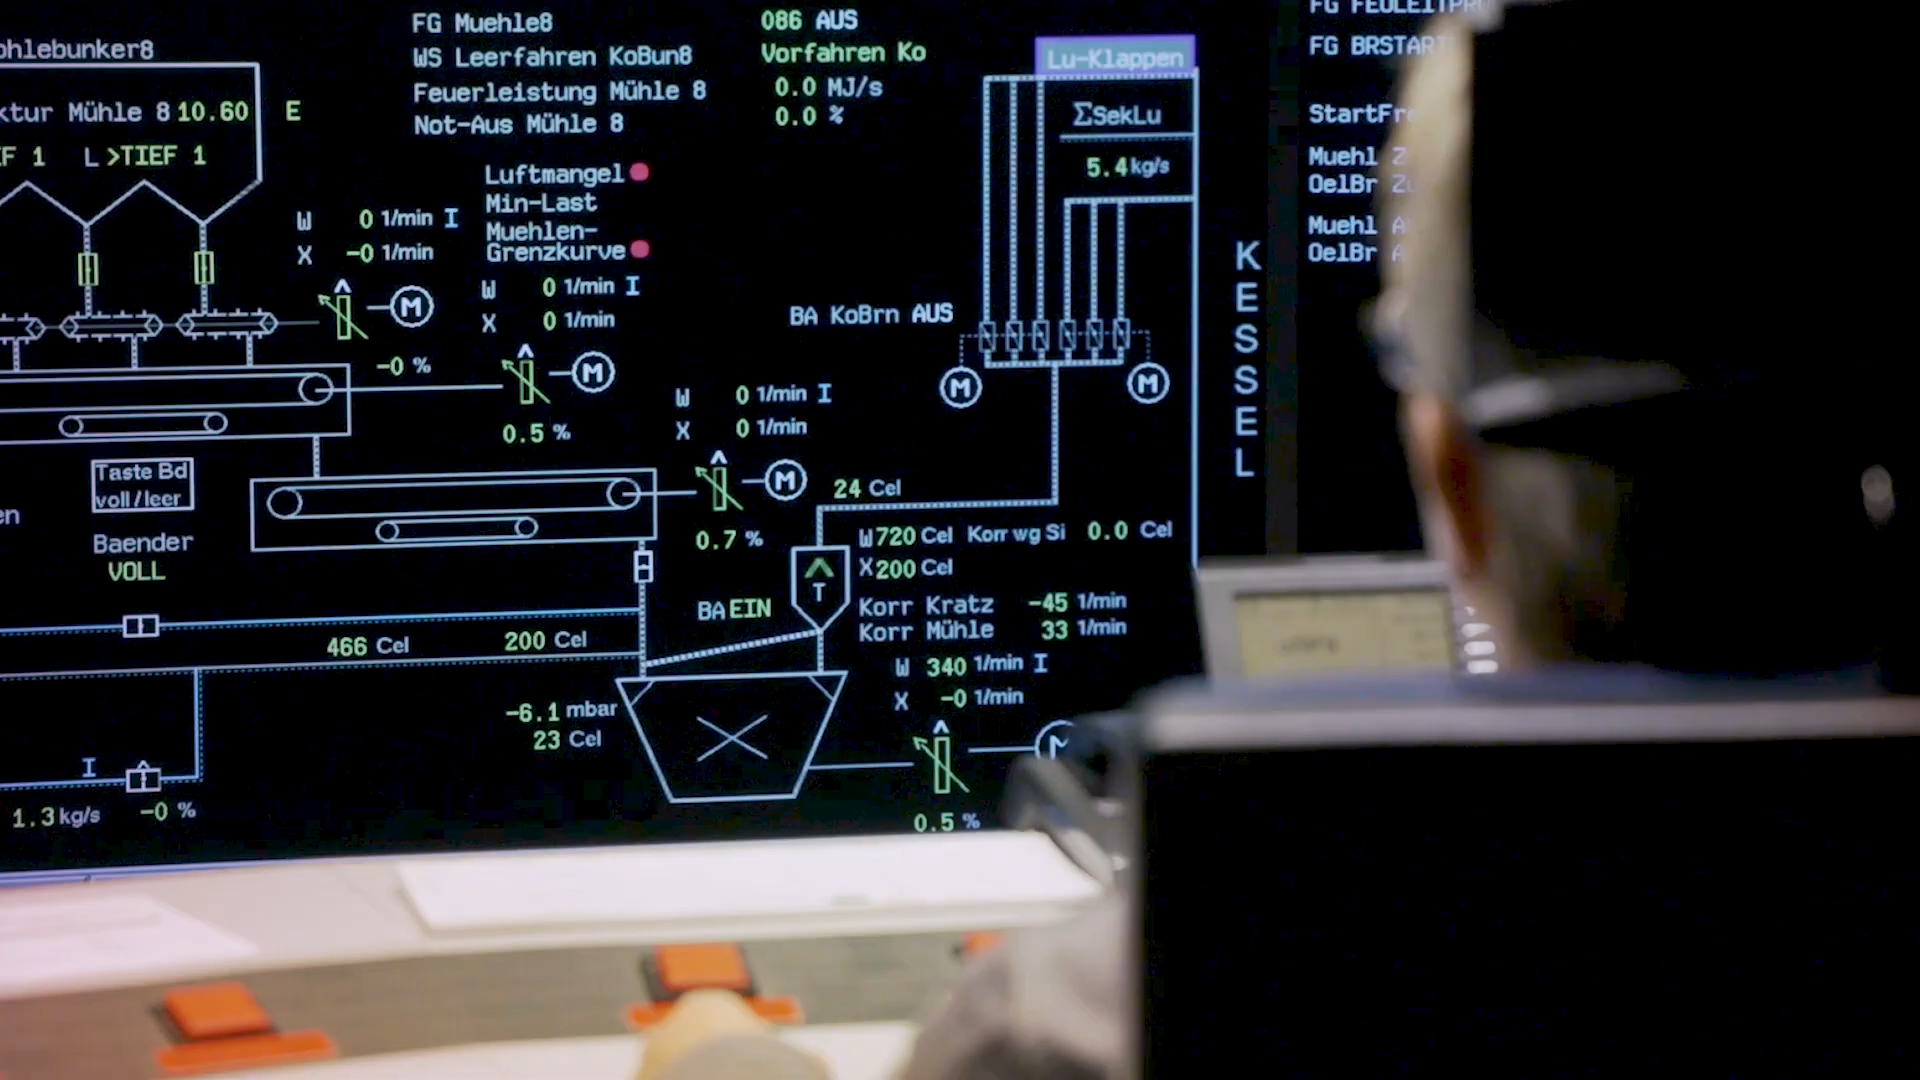 FG Muehle8
086 AUS
WS Leerfahren KoBun8
Vorfahren Ko
Feuerleistung Mühle 8
0.0 MJ/s
Not-Aus Mühle 8
0.0 %
ohlebunker8
ktur Mühle 8 10.60 E
EF 1 L >TIEF 1
Luftmangel
Min-Last
Muehlen-
Grenzkurve
W 0 1/min I
X -0 1/min
M
-0 %
W 0 1/min I
X 0 1/min
M
0.5 %
W 0 1/min I
X 0 1/min
M
0.7 %
Lu-Klappen
ΣSekLu
5.4 kg/s
BA KoBrn AUS
M
M
KESSEL
FG BRSTAR
StartFr
Muehl
OelBr
Muehl
OelBr
Taste Bd
voll/leer
en
Baender
VOLL
24 Cel
W 720 Cel Korr wg Si 0.0 Cel
X 200 Cel
T
BA EIN
Korr Kratz -45 1/min
Korr Mühle 33 1/min
466 Cel
200 Cel
W 340 1/min I
X -0 1/min
M
0.5 %
-6.1 mbar
23 Cel
I
1.3 kg/s
-0 %